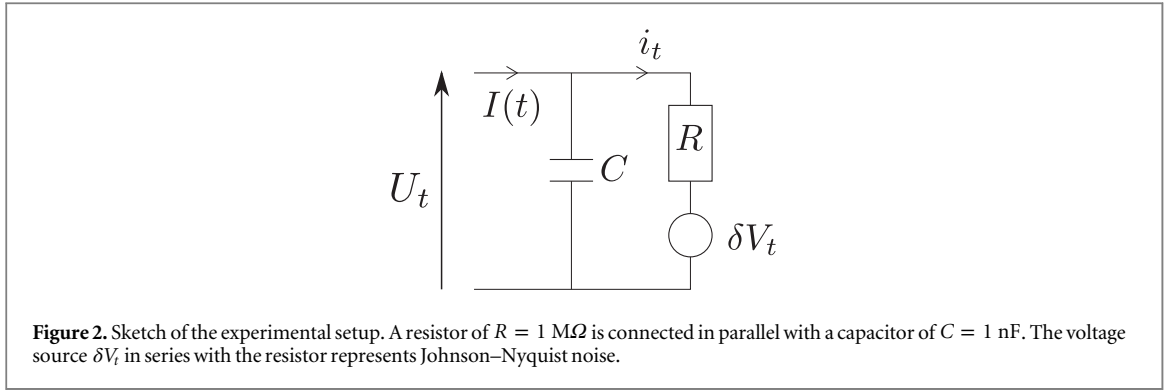 i_t
I(t)
R
C
U_t
δV_t
Figure 2. Sketch of the experimental setup. A resistor of R = 1 MΩ is connected in parallel with a capacitor of C = 1 nF. The voltage
source δV_t in series with the resistor represents Johnson–Nyquist noise.